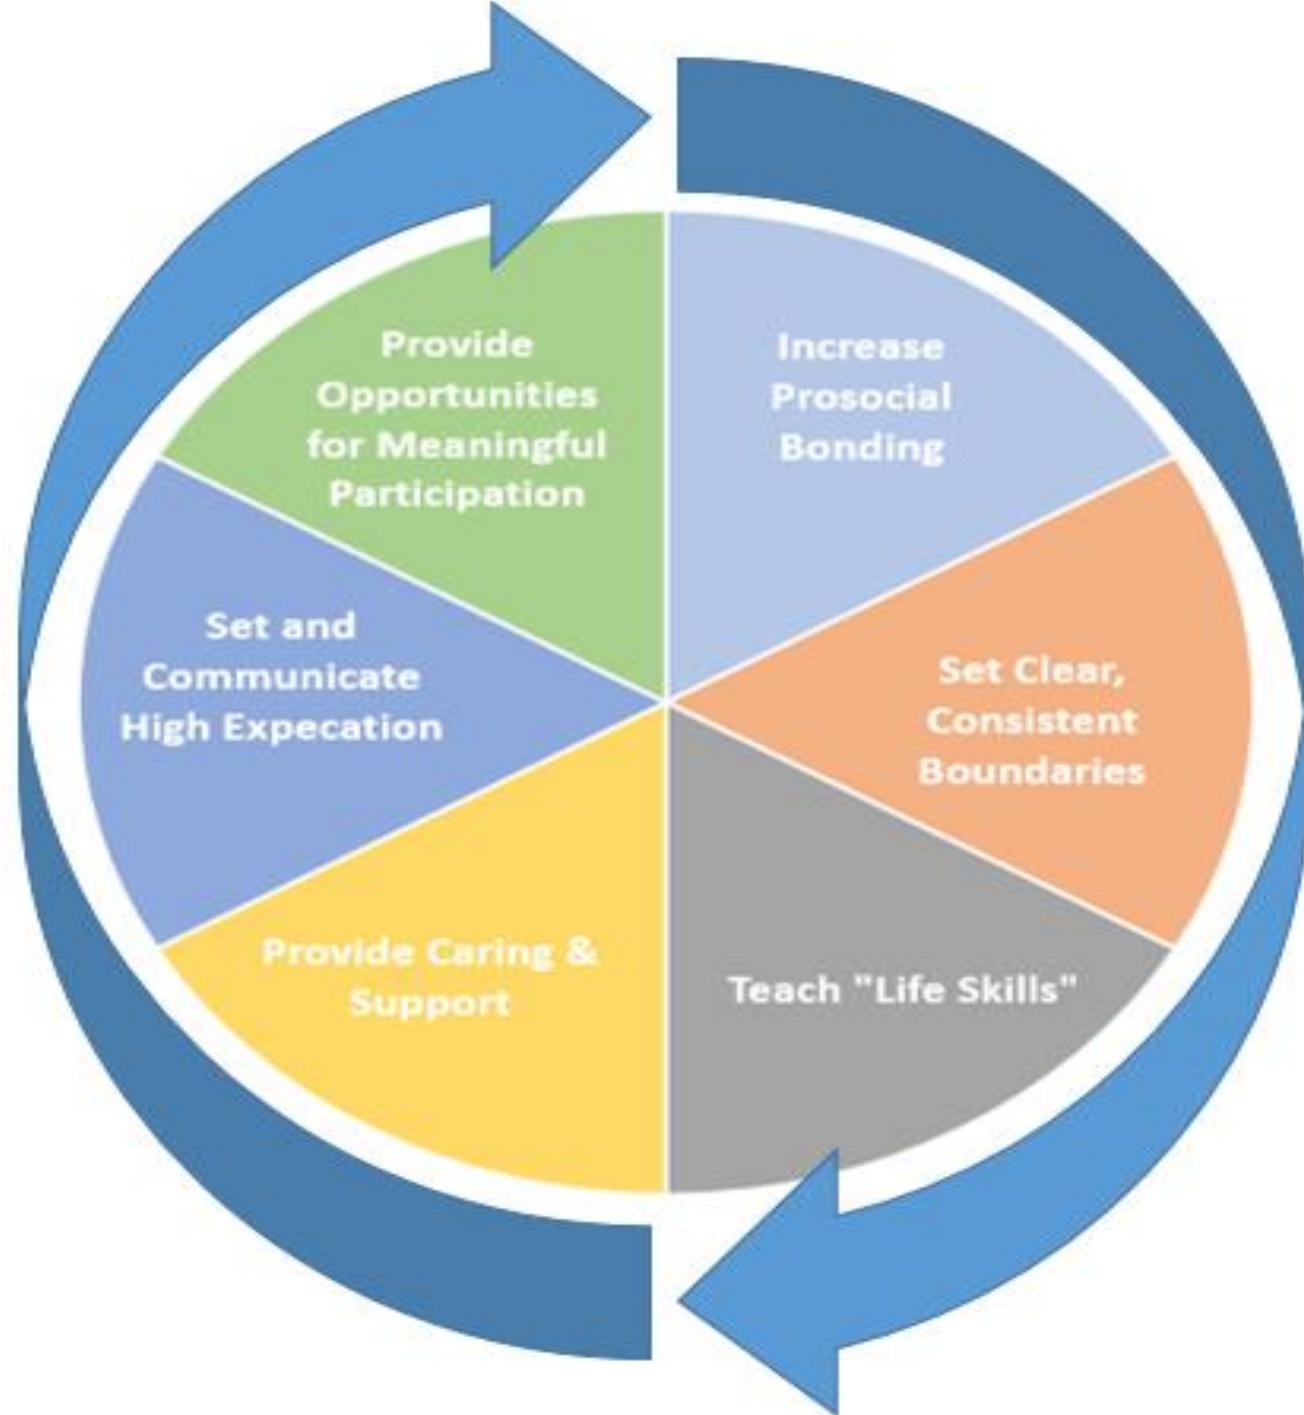 Provide
Opportunities
for Meaningful
Participation
Increase
Prosocial
Bonding
Set and
Communicate
High Expecation
Set Clear,
Consistent
Boundaries
Provide Caring &
Support
Teach "Life Skills"